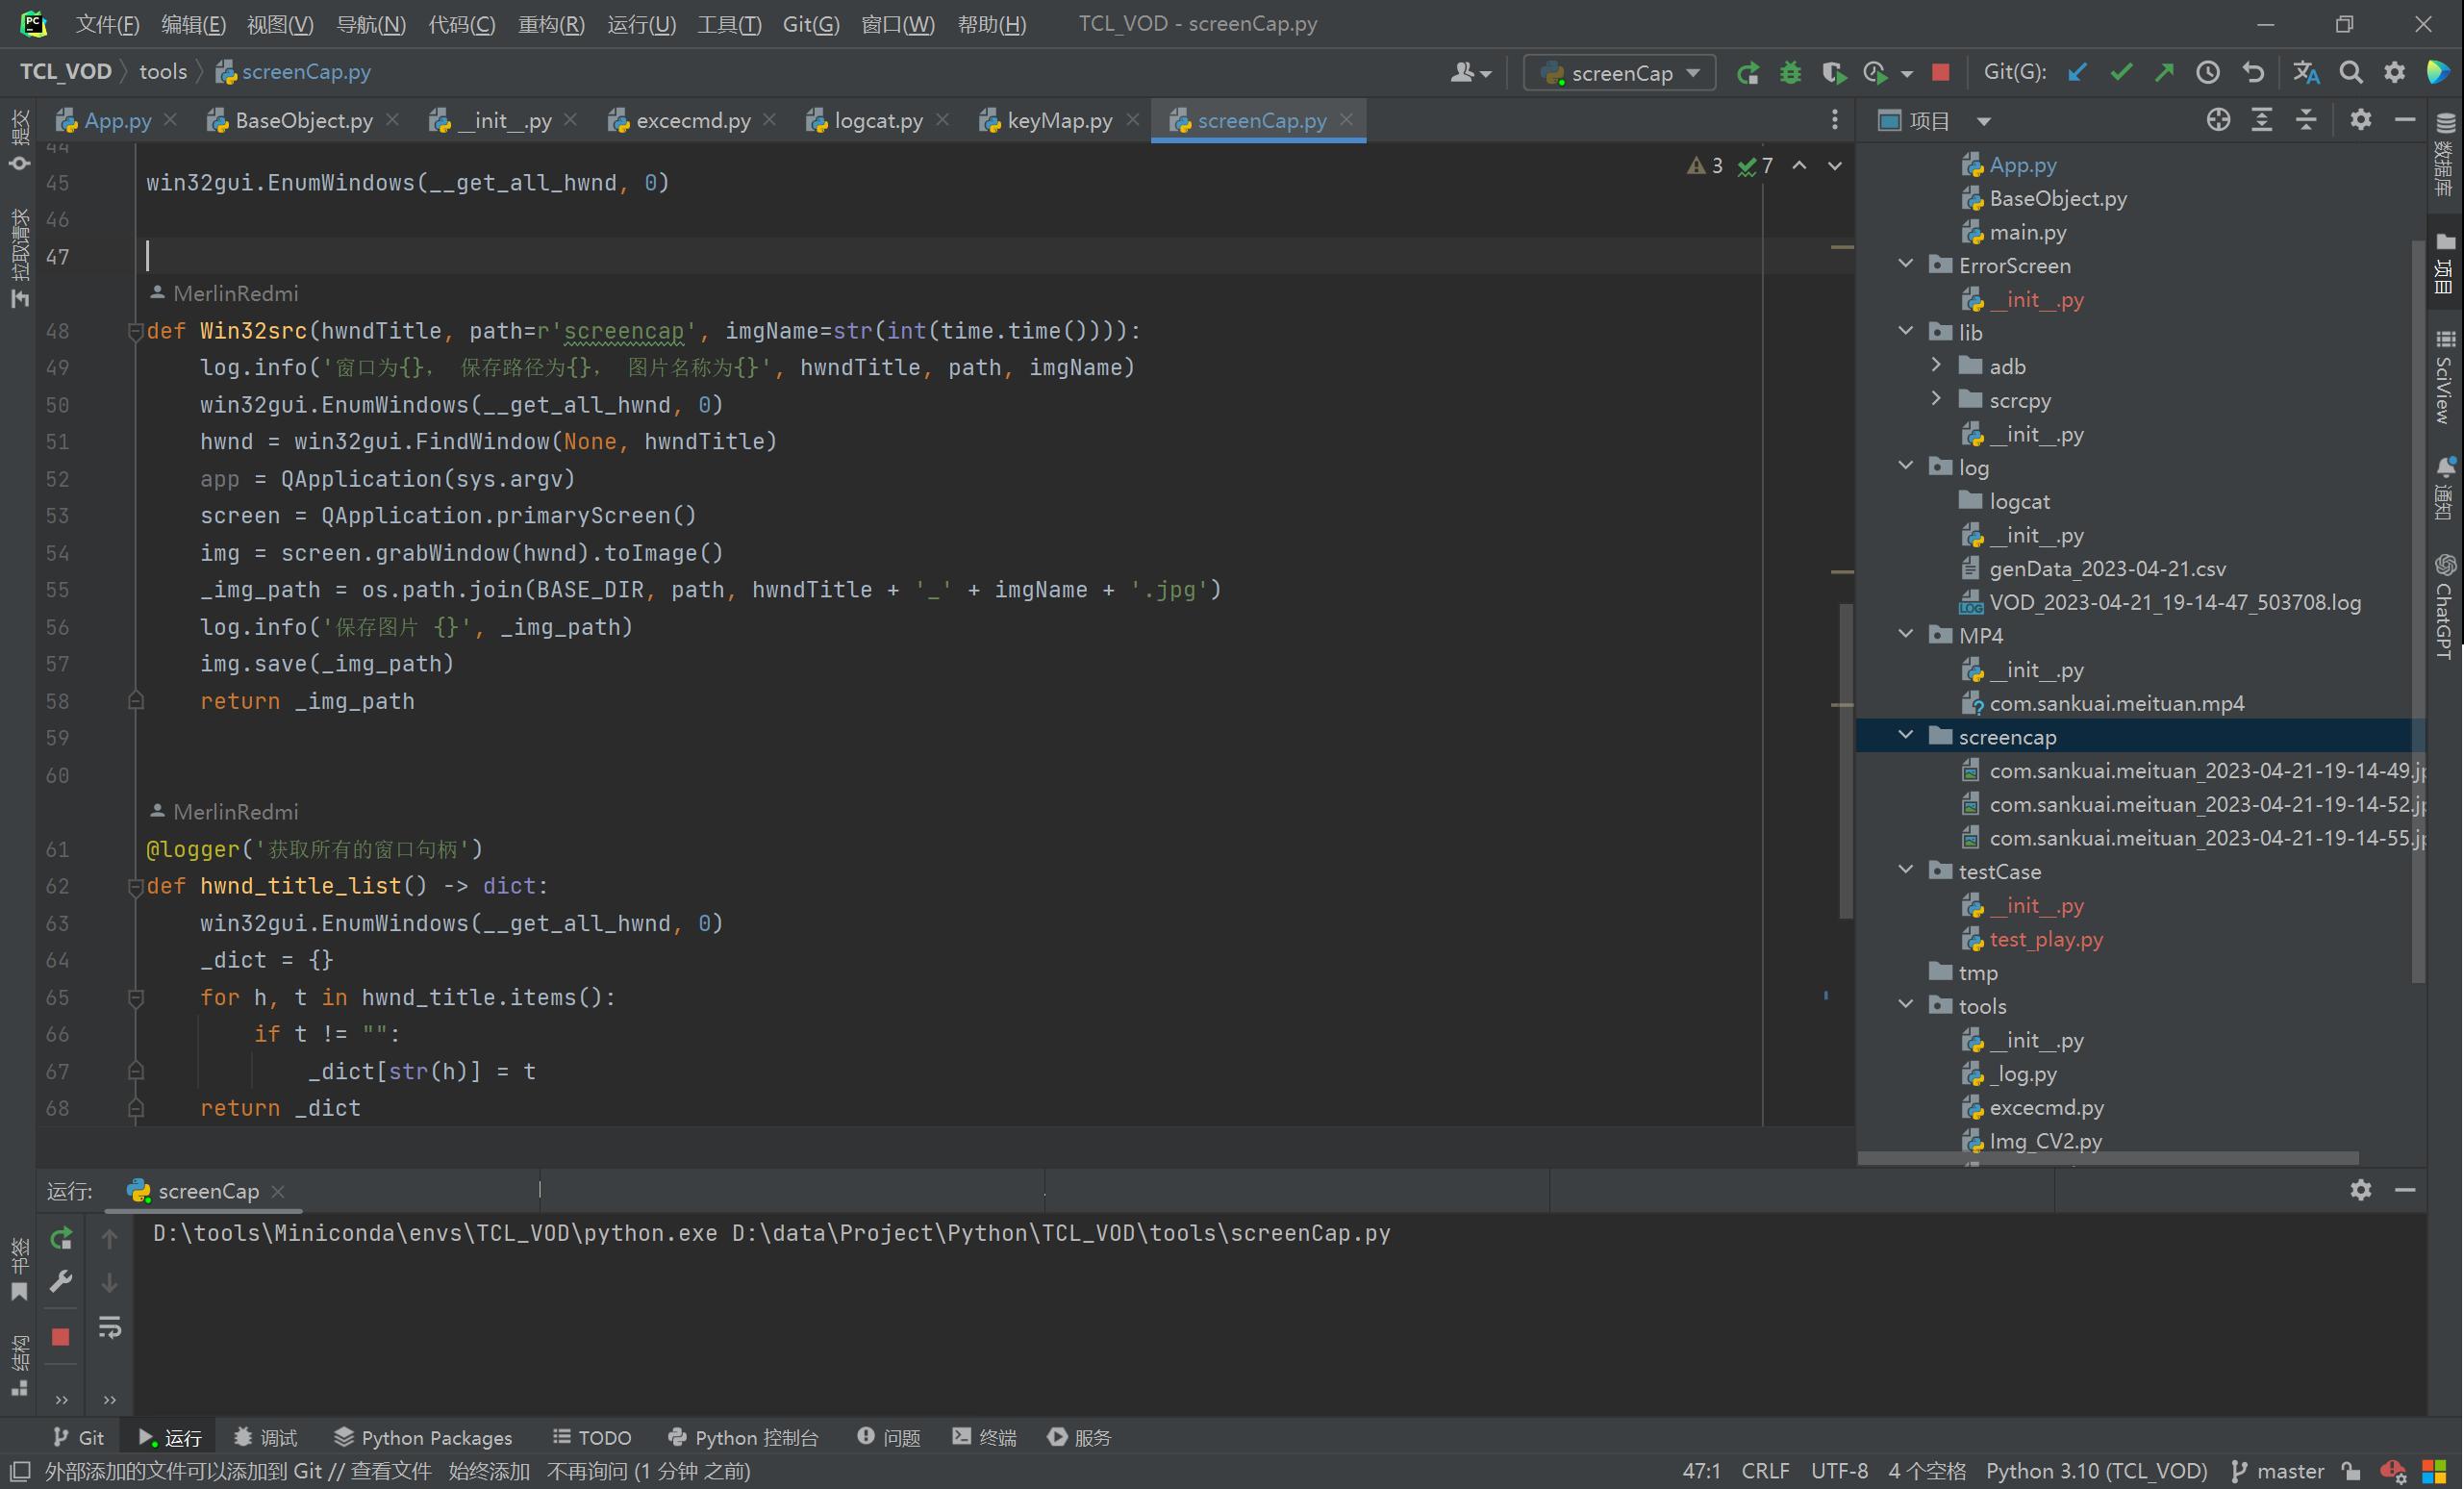 文件(F) 编辑(E) 视图(V) 导航(N) 代码(C) 重构(R) 运行(U) 工具(T) Git(G) 窗口(W) 帮助(H) TCL_VOD - screenCap.py
TCL_VOD tools screenCap.py
screenCap Git(G):
App.py BaseObject.py __init__.py excecmd.py logcat.py keyMap.py screenCap.py
提交
拉取请求
3 7
44
45 win32gui.EnumWindows(__get_all_hwnd, 0)
46
47
MerlinRedmi
48 def Win32src(hwndTitle, path=r'screencap', imgName=str(int(time.time()))):
49 log.info('窗口为{}, 保存路径为{}, 图片名称为{}', hwndTitle, path, imgName)
50 win32gui.EnumWindows(__get_all_hwnd, 0)
51 hwnd = win32gui.FindWindow(None, hwndTitle)
52 app = QApplication(sys.argv)
53 screen = QApplication.primaryScreen()
54 img = screen.grabWindow(hwnd).toImage()
55 _img_path = os.path.join(BASE_DIR, path, hwndTitle + '_' + imgName + '.jpg')
56 log.info('保存图片 {}', _img_path)
57 img.save(_img_path)
58 return _img_path
59
60
MerlinRedmi
61 @logger('获取所有的窗口句柄')
62 def hwnd_title_list() -> dict:
63 win32gui.EnumWindows(__get_all_hwnd, 0)
64 _dict = {}
65 for h, t in hwnd_title.items():
66 if t != "":
67 _dict[str(h)] = t
68 return _dict
项目
App.py
BaseObject.py
main.py
ErrorScreen
__init__.py
lib
adb
scrcpy
__init__.py
log
logcat
__init__.py
genData_2023-04-21.csv
VOD_2023-04-21_19-14-47_503708.log
MP4
__init__.py
com.sankuai.meituan.mp4
screencap
com.sankuai.meituan_2023-04-21-19-14-49.j
com.sankuai.meituan_2023-04-21-19-14-52.j
com.sankuai.meituan_2023-04-21-19-14-55.j
testCase
__init__.py
test_play.py
tmp
tools
__init__.py
_log.py
excecmd.py
Img_CV2.py
数据库
项目
SciView
通知
ChatGPT
运行: screenCap
D:\tools\Miniconda\envs\TCL_VOD\python.exe D:\data\Project\Python\TCL_VOD\tools\screenCap.py
书签
结构
Git 运行 调试 Python Packages TODO Python 控制台 问题 终端 服务
外部添加的文件可以添加到 Git // 查看文件 始终添加 不再询问 (1 分钟 之前) 47:1 CRLF UTF-8 4 个空格 Python 3.10 (TCL_VOD) master